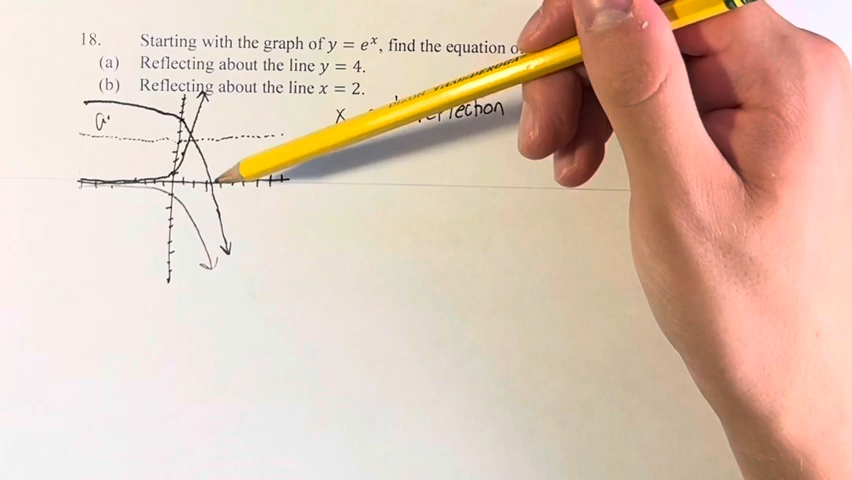 18. Starting with the graph of y = eˣ, find the equation
(a) Reflecting about the line y = 4.
(b) Reflecting about the line x = 2.
a.
x